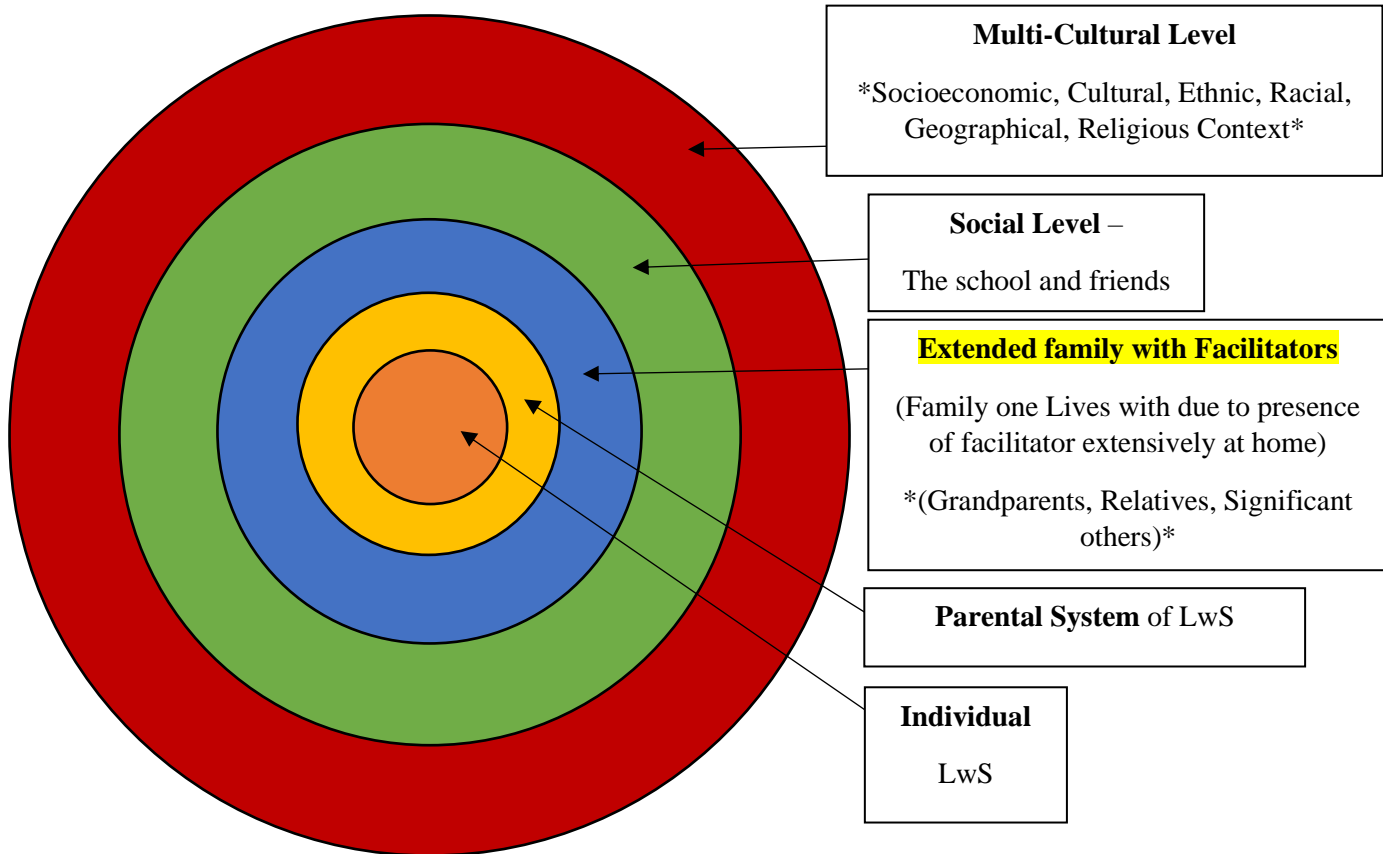 Multi-Cultural Level
*Socioeconomic, Cultural, Ethnic, Racial,
Geographical, Religious Context*
Social Level –
The school and friends
Extended family with Facilitators
(Family one Lives with due to presence
of facilitator extensively at home)
*(Grandparents, Relatives, Significant
others)*
Parental System of LwS
Individual
LwS